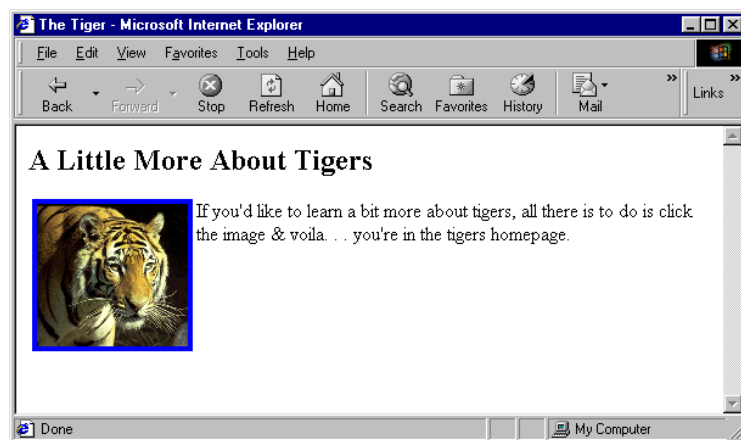 The Tiger - Microsoft Internet Explorer
File Edit View Favorites Tools Help
Back Forward Stop Refresh Home Search Favorites History Mail » Links »
A Little More About Tigers
If you'd like to learn a bit more about tigers, all there is to do is click
the image & voila. . . you're in the tigers homepage.
Done My Computer